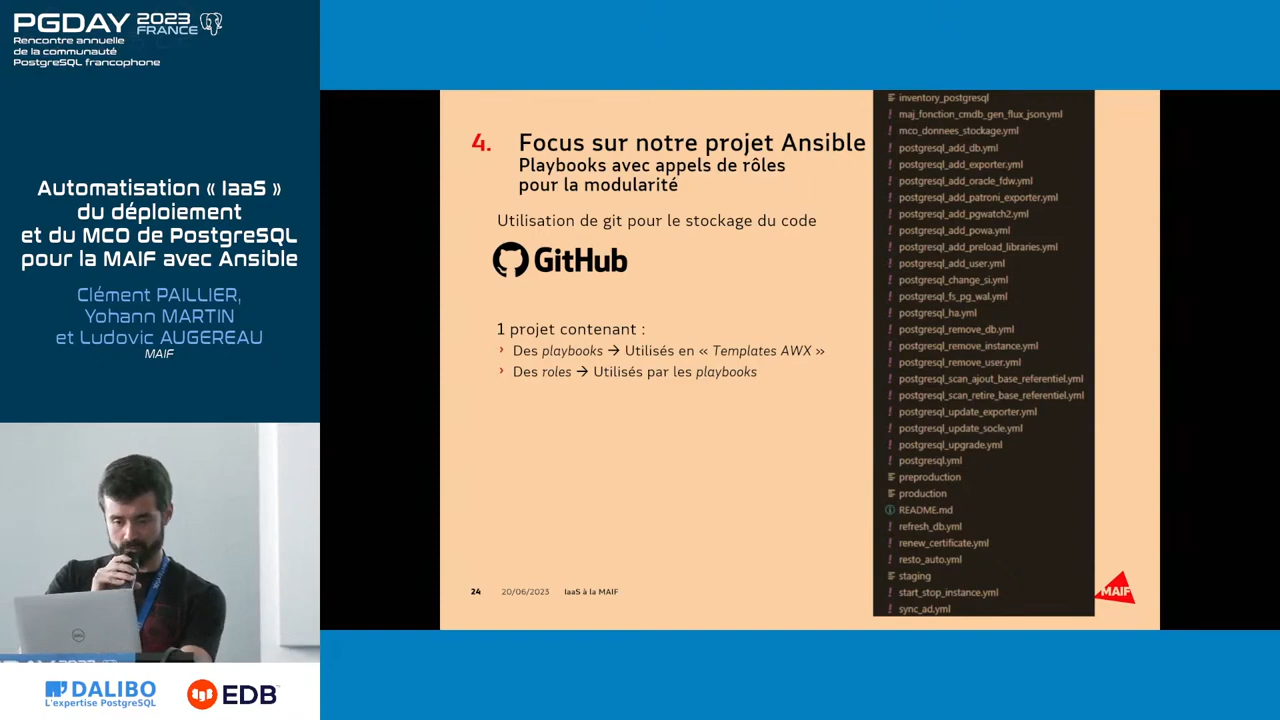 PGDAY 2023 FRANCE
Rencontre annuelle
de la communauté
PostgreSQL francophone
Automatisation « IaaS »
du déploiement
et du MCO de PostgreSQL
pour la MAIF avec Ansible
Clément PAILLIER,
Yohann MARTIN
et Ludovic AUGEREAU
MAIF
DALIBO
L'expertise PostgreSQL
EDB
4. Focus sur notre projet Ansible
Playbooks avec appels de rôles
pour la modularité
Utilisation de git pour le stockage du code
GitHub
1 projet contenant :
Des playbooks → Utilisés en « Templates AWX »
Des roles → Utilisés par les playbooks
24 20/06/2023 IaaS à la MAIF
inventory_postgresql
maj_fonction_cmdb_gen_flux_json.yml
mco_donnees_stockage.yml
postgresql_add_db.yml
postgresql_add_exporter.yml
postgresql_add_oracle_fdw.yml
postgresql_add_patroni_exporter.yml
postgresql_add_pgwatch2.yml
postgresql_add_powa.yml
postgresql_add_preload_libraries.yml
postgresql_add_user.yml
postgresql_change_si.yml
postgresql_fs_pg_wal.yml
postgresql_ha.yml
postgresql_remove_db.yml
postgresql_remove_instance.yml
postgresql_remove_user.yml
postgresql_scan_ajout_base_referentiel.yml
postgresql_scan_retire_base_referentiel.yml
postgresql_update_exporter.yml
postgresql_update_socle.yml
postgresql_upgrade.yml
postgresql.yml
preproduction
production
README.md
refresh_db.yml
renew_certificate.yml
resto_auto.yml
staging
start_stop_instance.yml
sync_ad.yml
MAIF